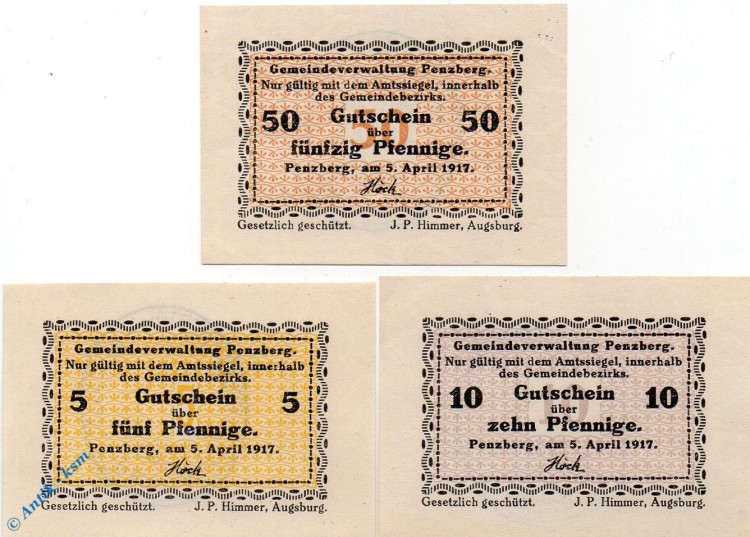 Gemeindeverwaltung Penzberg.
Nur gültig mit dem Amtssiegel, innerhalb
des Gemeindebezirks.
50 Gutschein 50
über
fünfzig Pfennige.
Penzberg, am 5. April 1917.
Höck
Gesetzlich geschützt. J. P. Himmer, Augsburg.
Gemeindeverwaltung Penzberg.
Nur gültig mit dem Amtssiegel, innerhalb
des Gemeindebezirks.
5 Gutschein 5
über
fünf Pfennige.
Penzberg, am 5. April 1917.
Höck
Gesetzlich geschützt. J. P. Himmer, Augsburg.
Gemeindeverwaltung Penzberg.
Nur gültig mit dem Amtssiegel, innerhalb
des Gemeindebezirks.
10 Gutschein 10
über
zehn Pfennige.
Penzberg, am 5. April 1917.
Höck
Gesetzlich geschützt. J. P. Himmer, Augsburg.